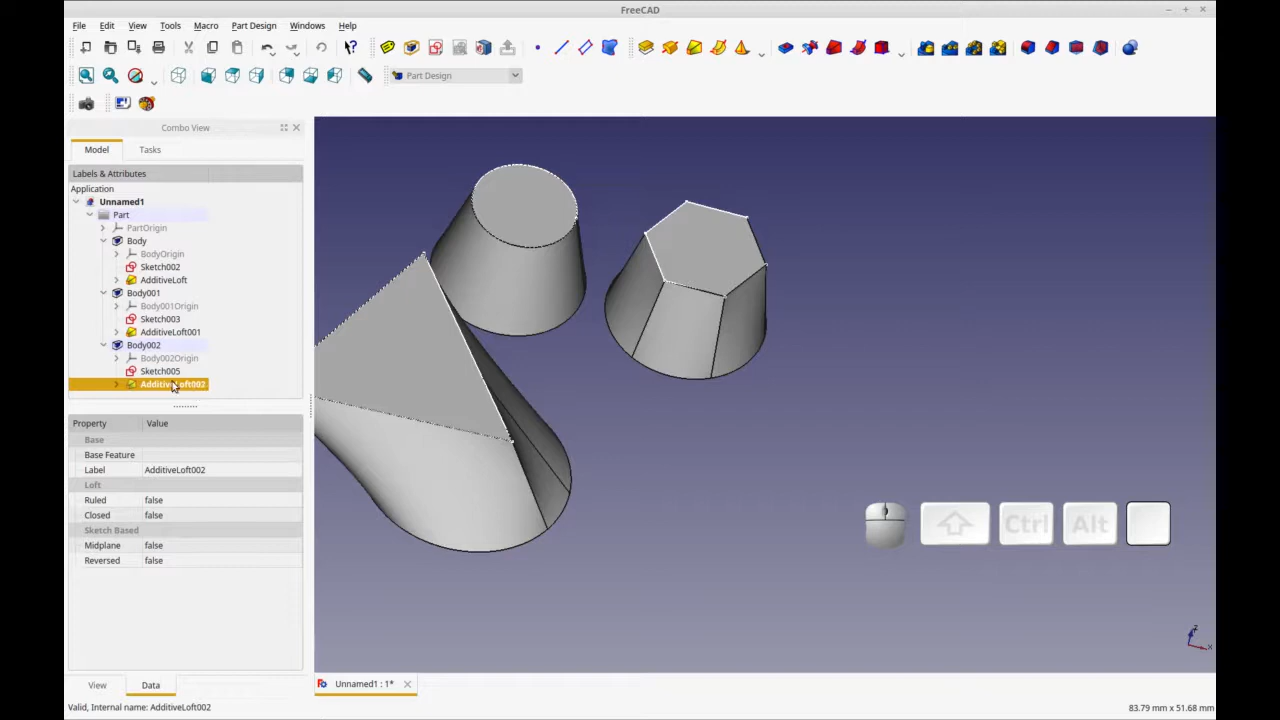 FreeCAD
File Edit View Tools Macro Part Design Windows Help
Part Design
Combo View
Model Tasks
Labels & Attributes
Application
Unnamed1
Part
PartOrigin
Body
BodyOrigin
Sketch002
AdditiveLoft
Body001
Body001Origin
Sketch003
AdditiveLoft001
Body002
Body002Origin
Sketch005
AdditiveLoft002
Property Value
Base
Base Feature
Label AdditiveLoft002
Loft
Ruled false
Closed false
Sketch Based
Midplane false
Reversed false
Ctrl Alt
Z
X
View Data
Unnamed1 : 1*
Valid, Internal name: AdditiveLoft002
83.79 mm x 51.68 mm